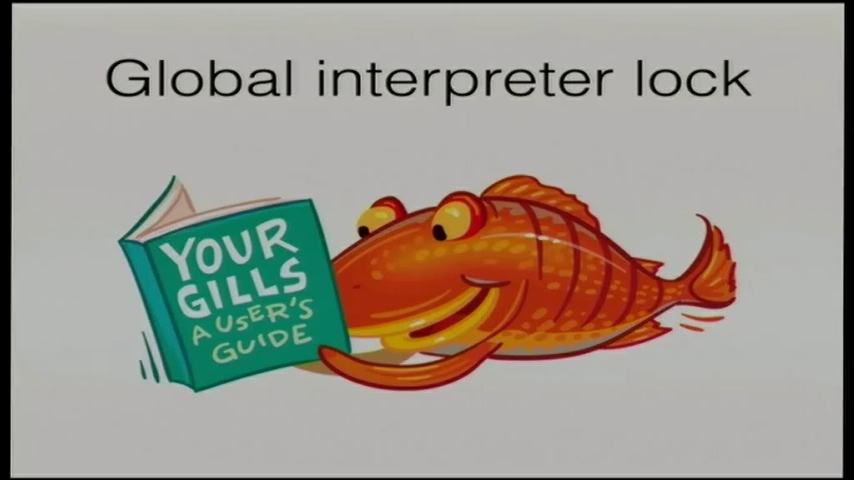 Global interpreter lock
YOUR
GILLS
A USER'S
GUIDE